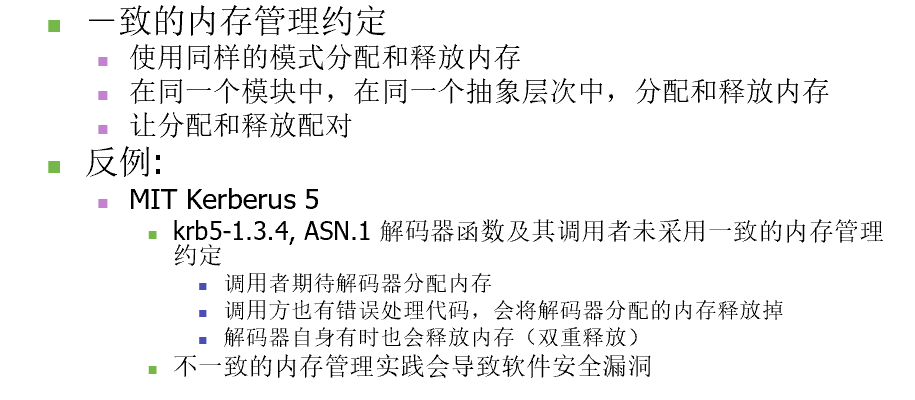 一致的内存管理约定
使用同样的模式分配和释放内存
在同一个模块中，在同一个抽象层次中，分配和释放内存
让分配和释放配对
反例:
MIT Kerberus 5
krb5-1.3.4, ASN.1 解码器函数及其调用者未采用一致的内存管理
约定
调用者期待解码器分配内存
调用方也有错误处理代码，会将解码器分配的内存释放掉
解码器自身有时也会释放内存（双重释放）
不一致的内存管理实践会导致软件安全漏洞